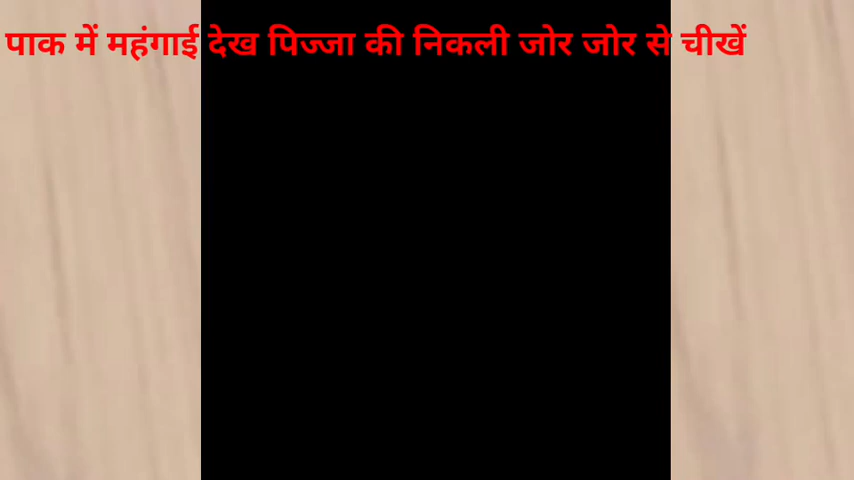 पाक में महंगाई देख पिज्जा की निकली जोर जोर से चीखें